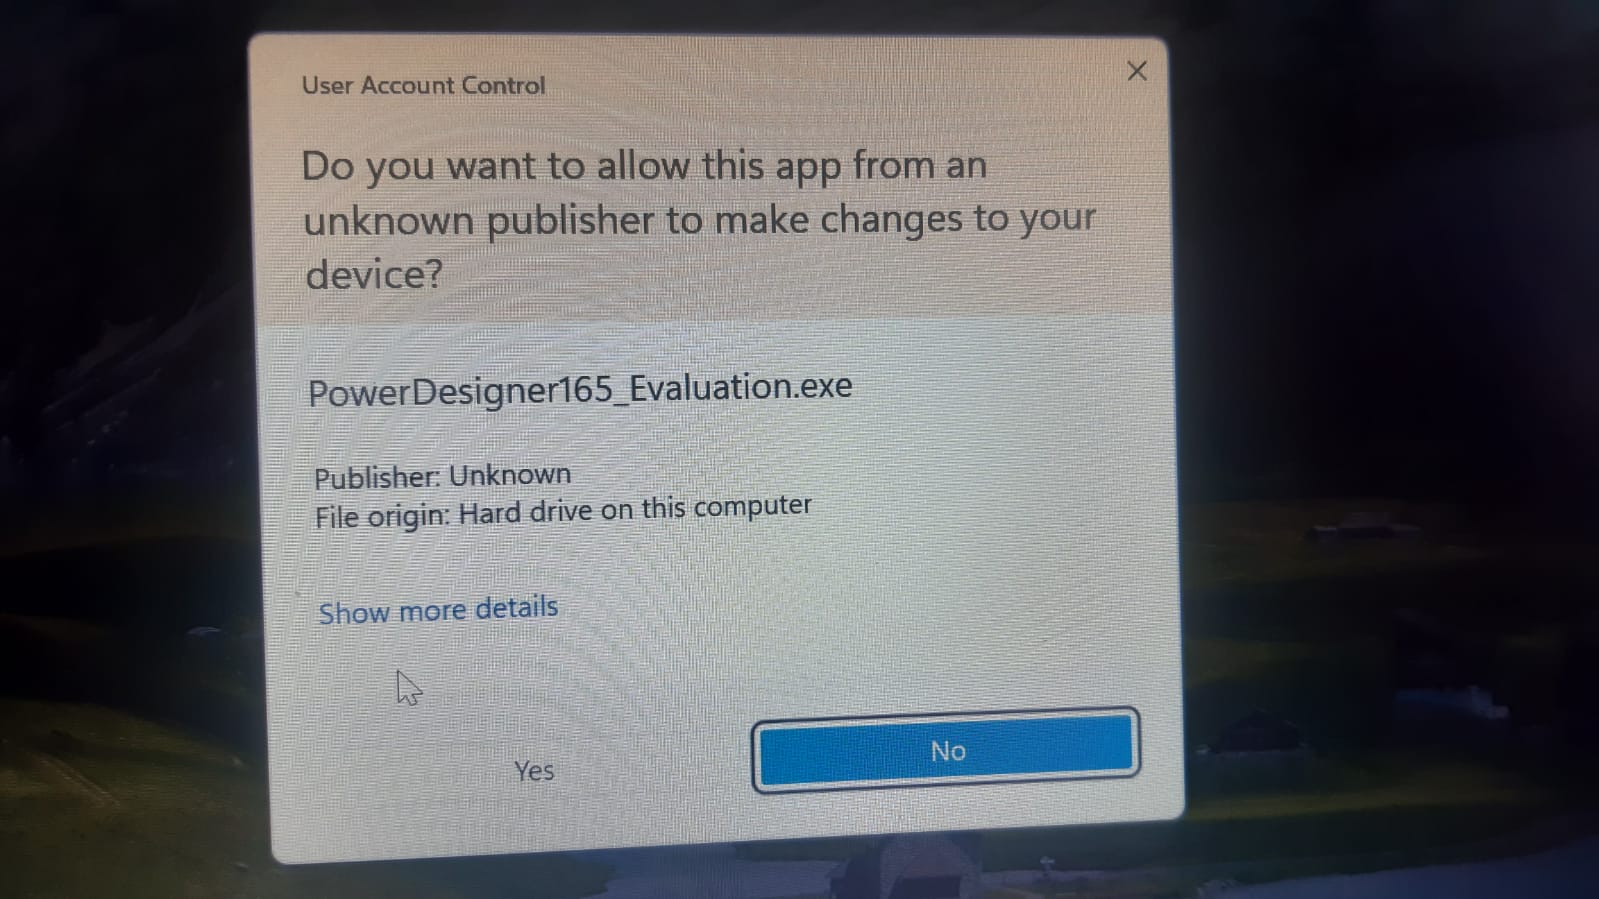 User Account Control
Do you want to allow this app from an
unknown publisher to make changes to your
device?
PowerDesigner165_Evaluation.exe
Publisher: Unknown
File origin: Hard drive on this computer
Show more details
Yes
No